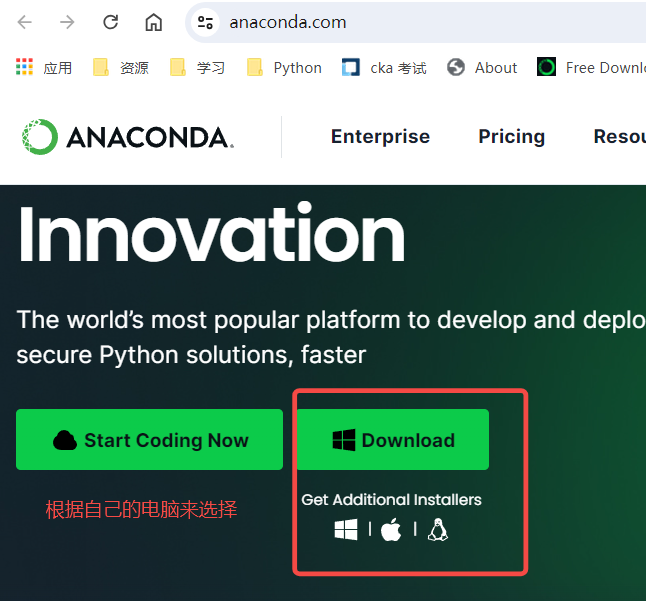 anaconda.com
应用 资源 学习 Python cka 考试 About Free Downl
ANACONDA.
Enterprise Pricing Resou
Innovation
The world's most popular platform to develop and deplo
secure Python solutions, faster
Start Coding Now Download
Get Additional Installers
根据自己的电脑来选择